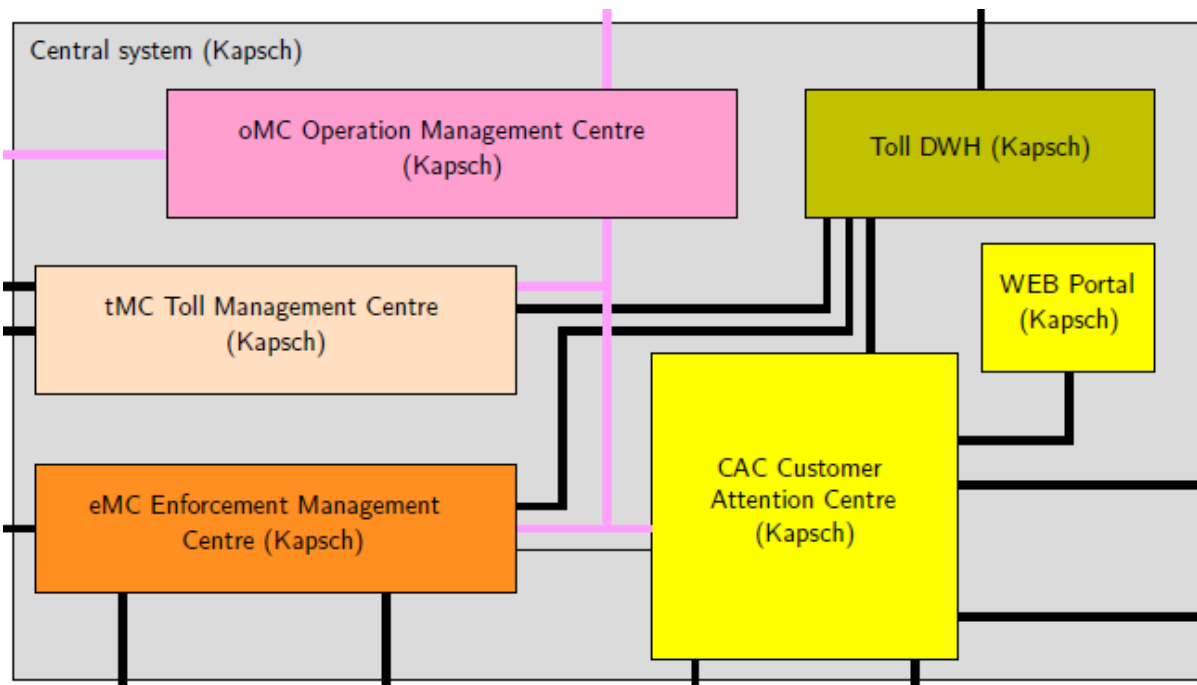 Central system (Kapsch)
oMC Operation Management Centre
(Kapsch)
Toll DWH (Kapsch)
tMC Toll Management Centre
(Kapsch)
WEB Portal
(Kapsch)
eMC Enforcement Management
Centre (Kapsch)
CAC Customer
Attention Centre
(Kapsch)